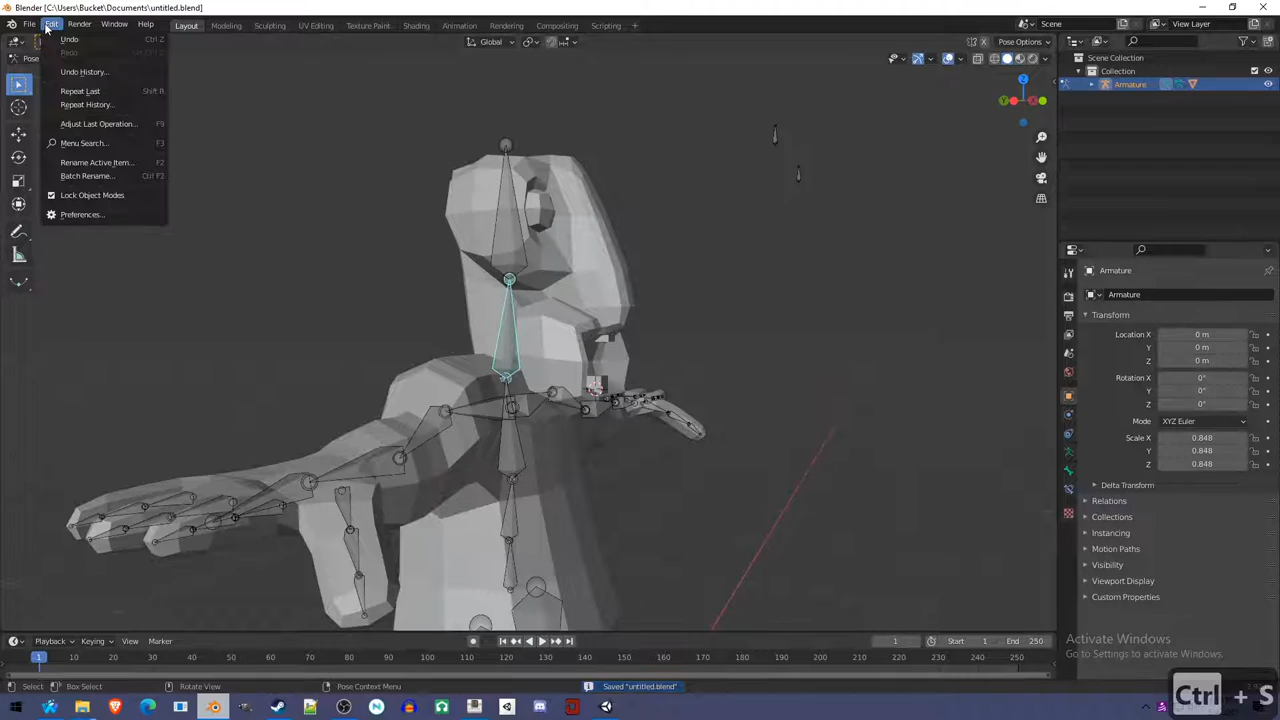 Blender [C:\Users\Bucket\Documents\untitled.blend]
File Edit Render Window Help
Layout Modeling Sculpting UV Editing Texture Paint Shading Animation Rendering Compositing Scripting +
Scene
View Layer
Undo Ctrl Z
Redo
Undo History...
Repeat Last Shift R
Repeat History...
Adjust Last Operation... F9
Menu Search... F3
Rename Active Item... F2
Batch Rename... Ctrl F2
Lock Object Modes
Preferences...
Pose
Global
X
Pose Options
Z
Y
X
Scene Collection
Collection
Armature
Armature
Armature
Transform
Location X 0 m
Y 0 m
Z 0 m
Rotation X 0°
Y 0°
Z 0°
Mode XYZ Euler
Scale X 0.848
Y 0.848
Z 0.848
Delta Transform
Relations
Collections
Instancing
Motion Paths
Visibility
Viewport Display
Custom Properties
Activate Windows
Go to Settings to activate Windows.
Playback Keying View Marker
1 Start 1 End 250
1 10 20 30 40 50 60 70 80 90 100 110 120 130 140 150 160 170 180 190 200 210 220 230 240 250
Select Box Select Rotate View Pose Context Menu Saved "untitled.blend"
Ctrl + S